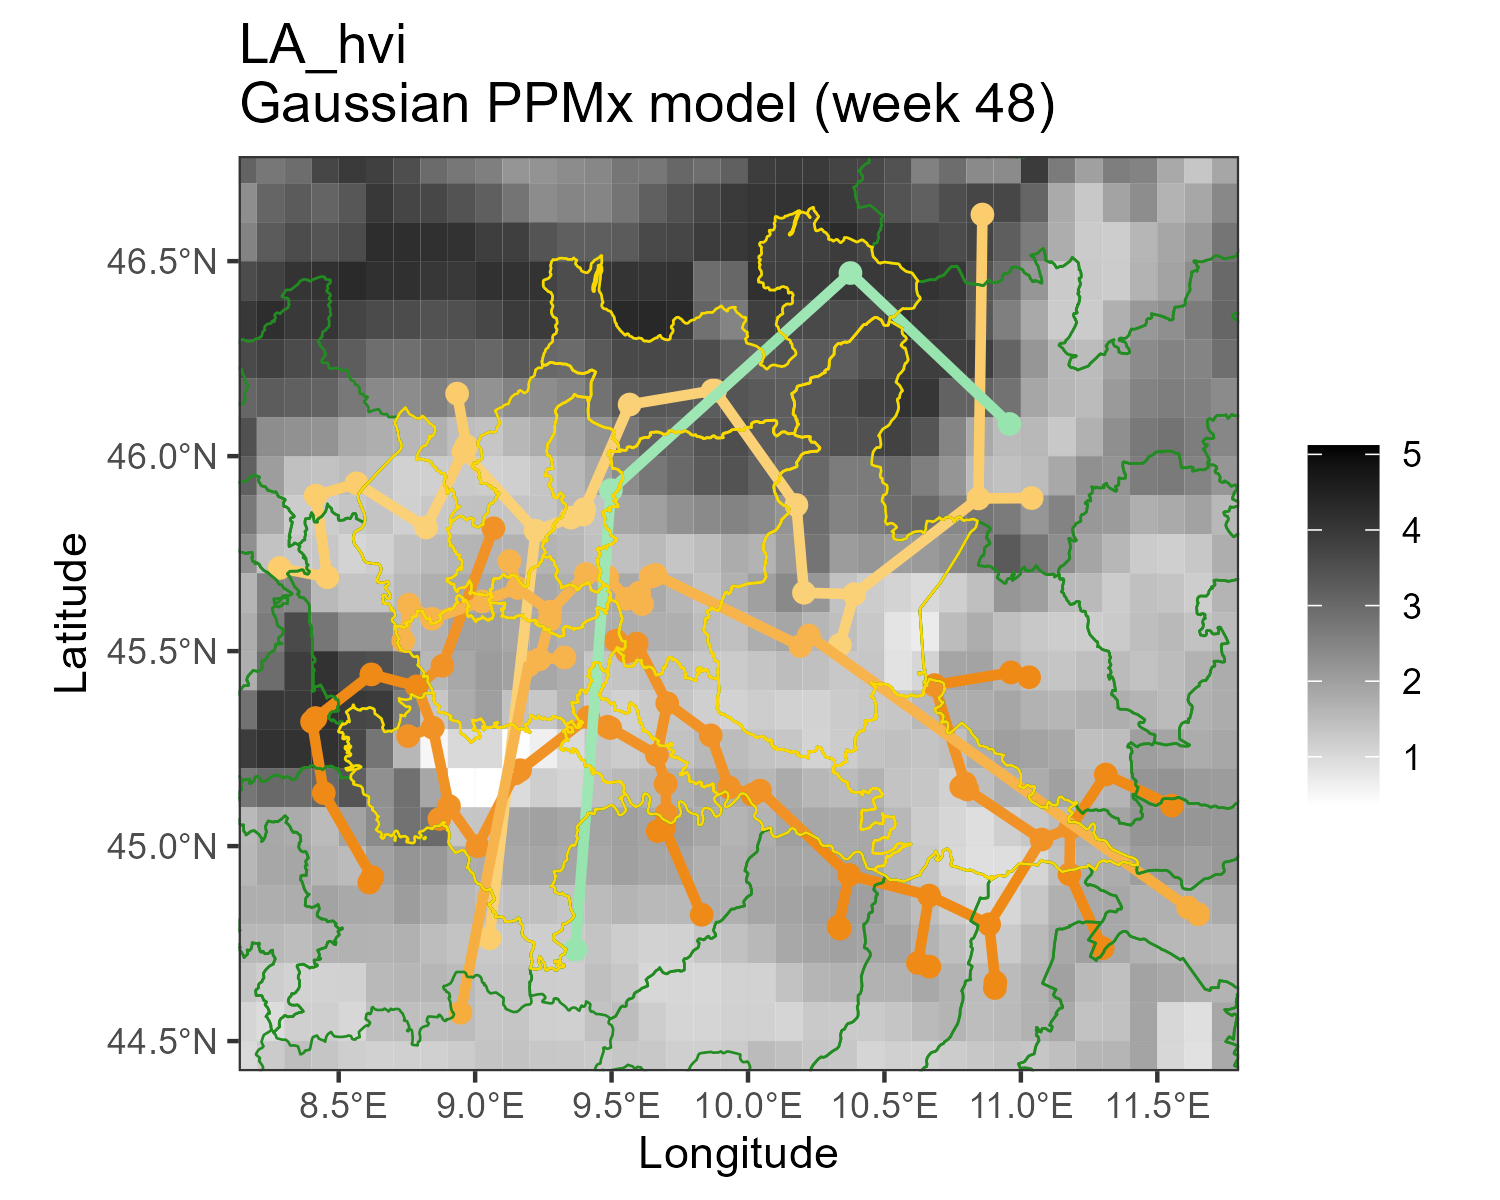 LA_hvi
Gaussian PPMx model (week 48)
46.5°N
46.0°N
45.5°N
45.0°N
44.5°N
Latitude
8.5°E 9.0°E 9.5°E 10.0°E 10.5°E 11.0°E 11.5°E
Longitude
5
4
3
2
1